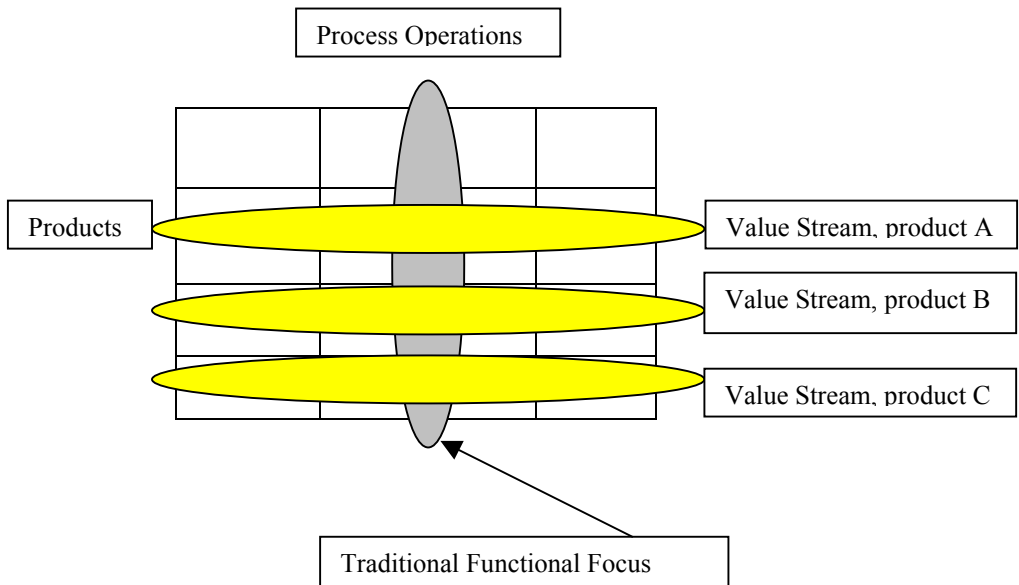 Process Operations
Products
Value Stream, product A
Value Stream, product B
Value Stream, product C
Traditional Functional Focus